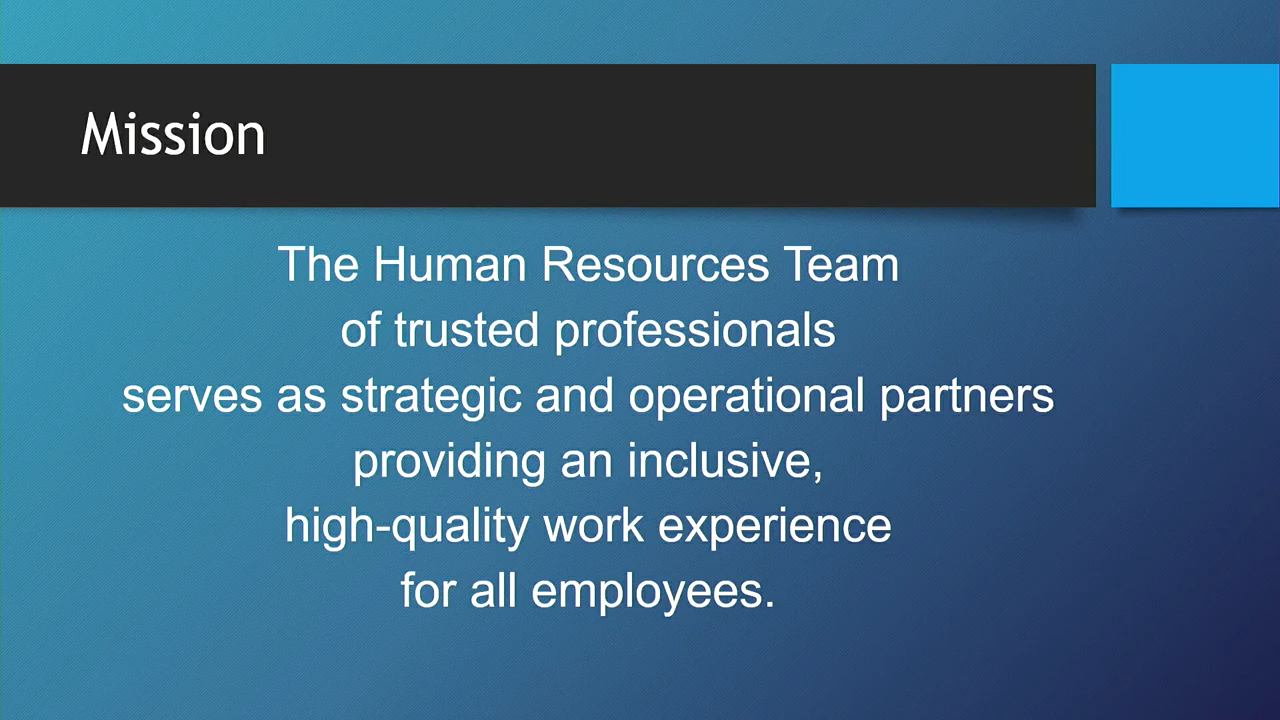 Mission
The Human Resources Team
of trusted professionals
serves as strategic and operational partners
providing an inclusive,
high-quality work experience
for all employees.